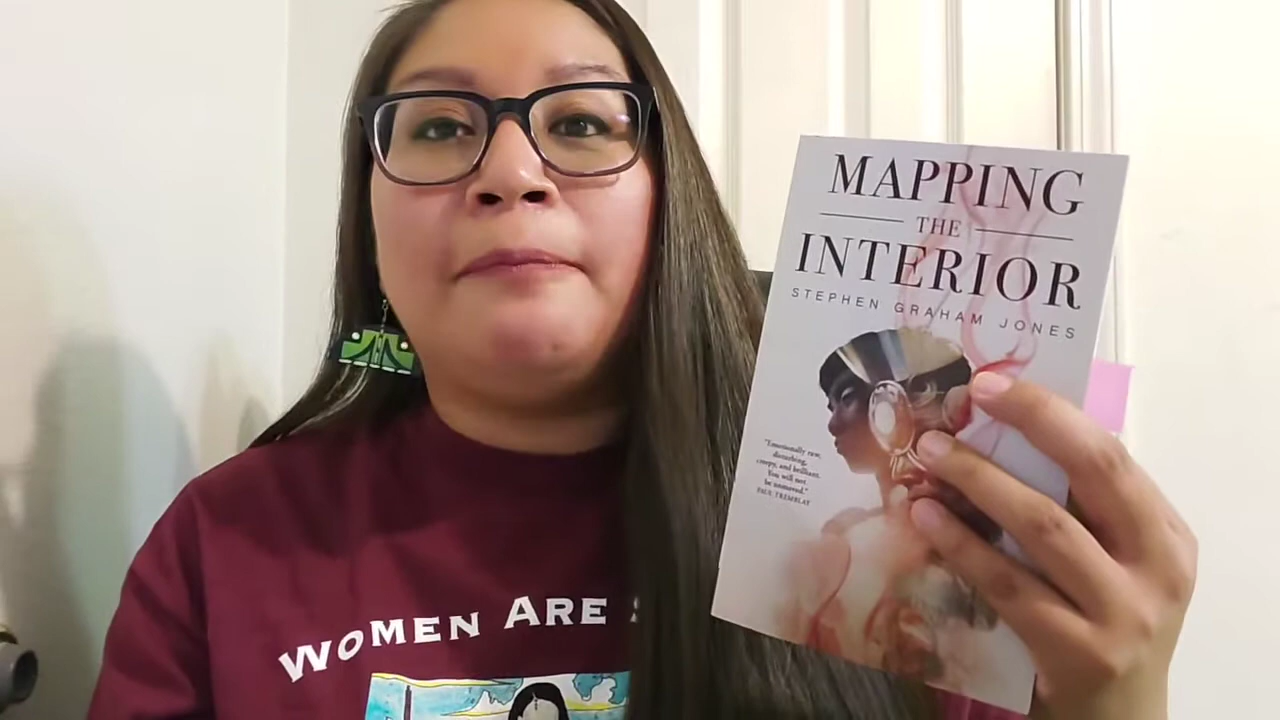 MAPPING
THE
INTERIOR
STEPHEN GRAHAM JONES
"Emotionally raw,
disturbing,
creepy, and brilliant.
You will not
be unmoved."
PAUL TREMBLAY
WOMEN ARE